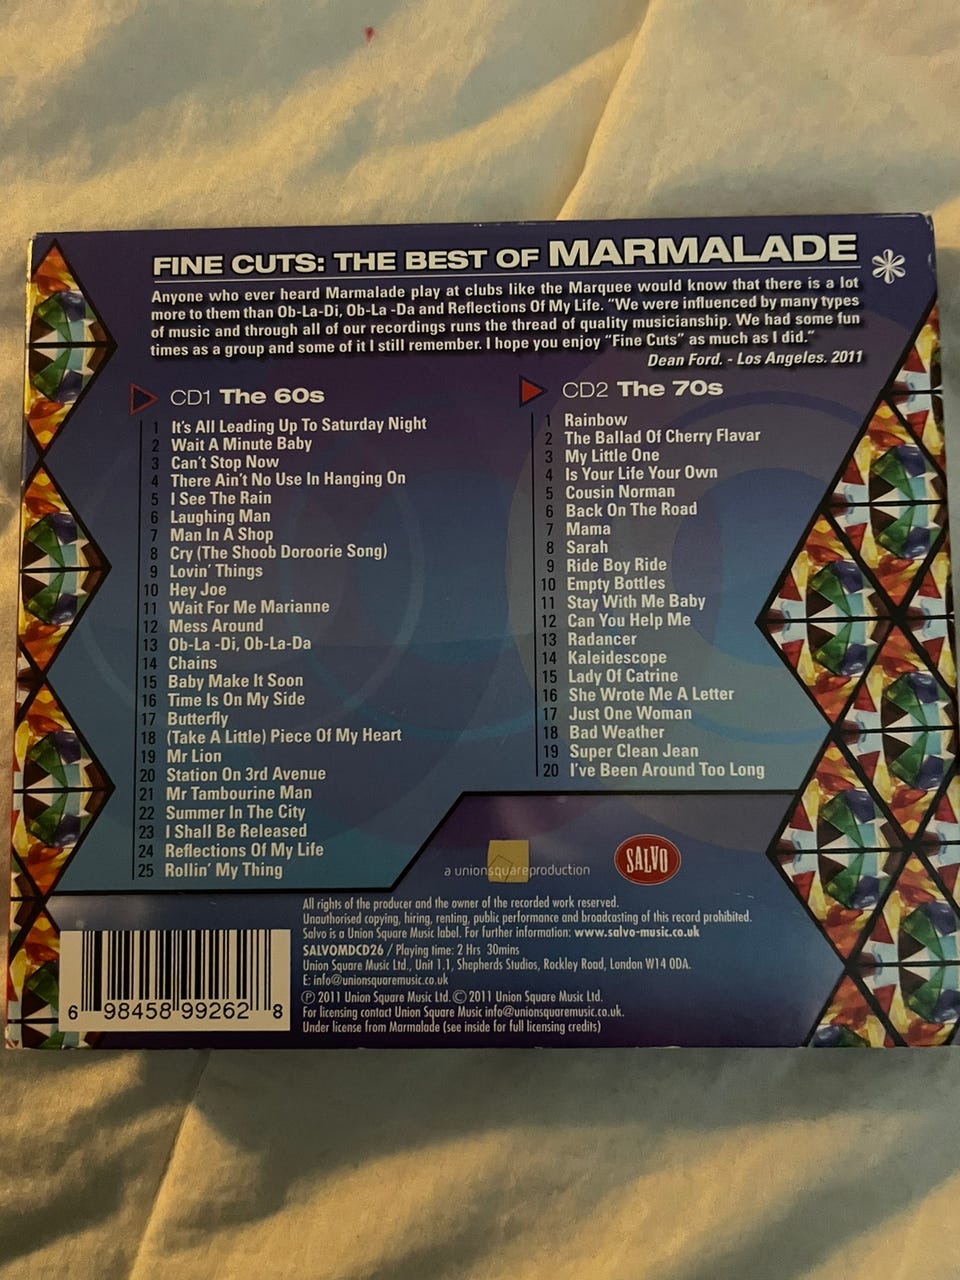 FINE CUTS: THE BEST OF MARMALADE
Anyone who ever heard Marmalade play at clubs like the Marquee would know that there is a lot
more to them than Ob-La-Di, Ob-La -Da and Reflections Of My Life. “We were influenced by many types
of music and through all of our recordings runs the thread of quality musicianship. We had some fun
times as a group and some of it I still remember. I hope you enjoy “Fine Cuts” as much as I did.”
Dean Ford. - Los Angeles. 2011
CD1 The 60s
1 It's All Leading Up To Saturday Night
2 Wait A Minute Baby
3 Can't Stop Now
4 There Ain't No Use In Hanging On
5 I See The Rain
6 Laughing Man
7 Man In A Shop
8 Cry (The Shoob Doroorie Song)
9 Lovin' Things
10 Hey Joe
11 Wait For Me Marianne
12 Mess Around
13 Ob-La -Di, Ob-La-Da
14 Chains
15 Baby Make It Soon
16 Time Is On My Side
17 Butterfly
18 (Take A Little) Piece Of My Heart
19 Mr Lion
20 Station On 3rd Avenue
21 Mr Tambourine Man
22 Summer In The City
23 I Shall Be Released
24 Reflections Of My Life
25 Rollin' My Thing
CD2 The 70s
1 Rainbow
2 The Ballad Of Cherry Flavar
3 My Little One
4 Is Your Life Your Own
5 Cousin Norman
6 Back On The Road
7 Mama
8 Sarah
9 Ride Boy Ride
10 Empty Bottles
11 Stay With Me Baby
12 Can You Help Me
13 Radancer
14 Kaleidescope
15 Lady Of Catrine
16 She Wrote Me A Letter
17 Just One Woman
18 Bad Weather
19 Super Clean Jean
20 I've Been Around Too Long
a unionsquareproduction
SALVO
All rights of the producer and the owner of the recorded work reserved.
Unauthorised copying, hiring, renting, public performance and broadcasting of this record prohibited.
Salvo is a Union Square Music label. For further information: www.salvo-music.co.uk
SALVOMDCD26 / Playing time: 2 Hrs 30mins
Union Square Music Ltd., Unit 1.1, Shepherds Studios, Rockley Road, London W14 0DA.
E: info@unionsquaremusic.co.uk
℗ 2011 Union Square Music Ltd. © 2011 Union Square Music Ltd.
For licensing contact Union Square Music info@unionsquaremusic.co.uk.
Under license from Marmalade (see inside for full licensing credits)
6 98458 99262 8